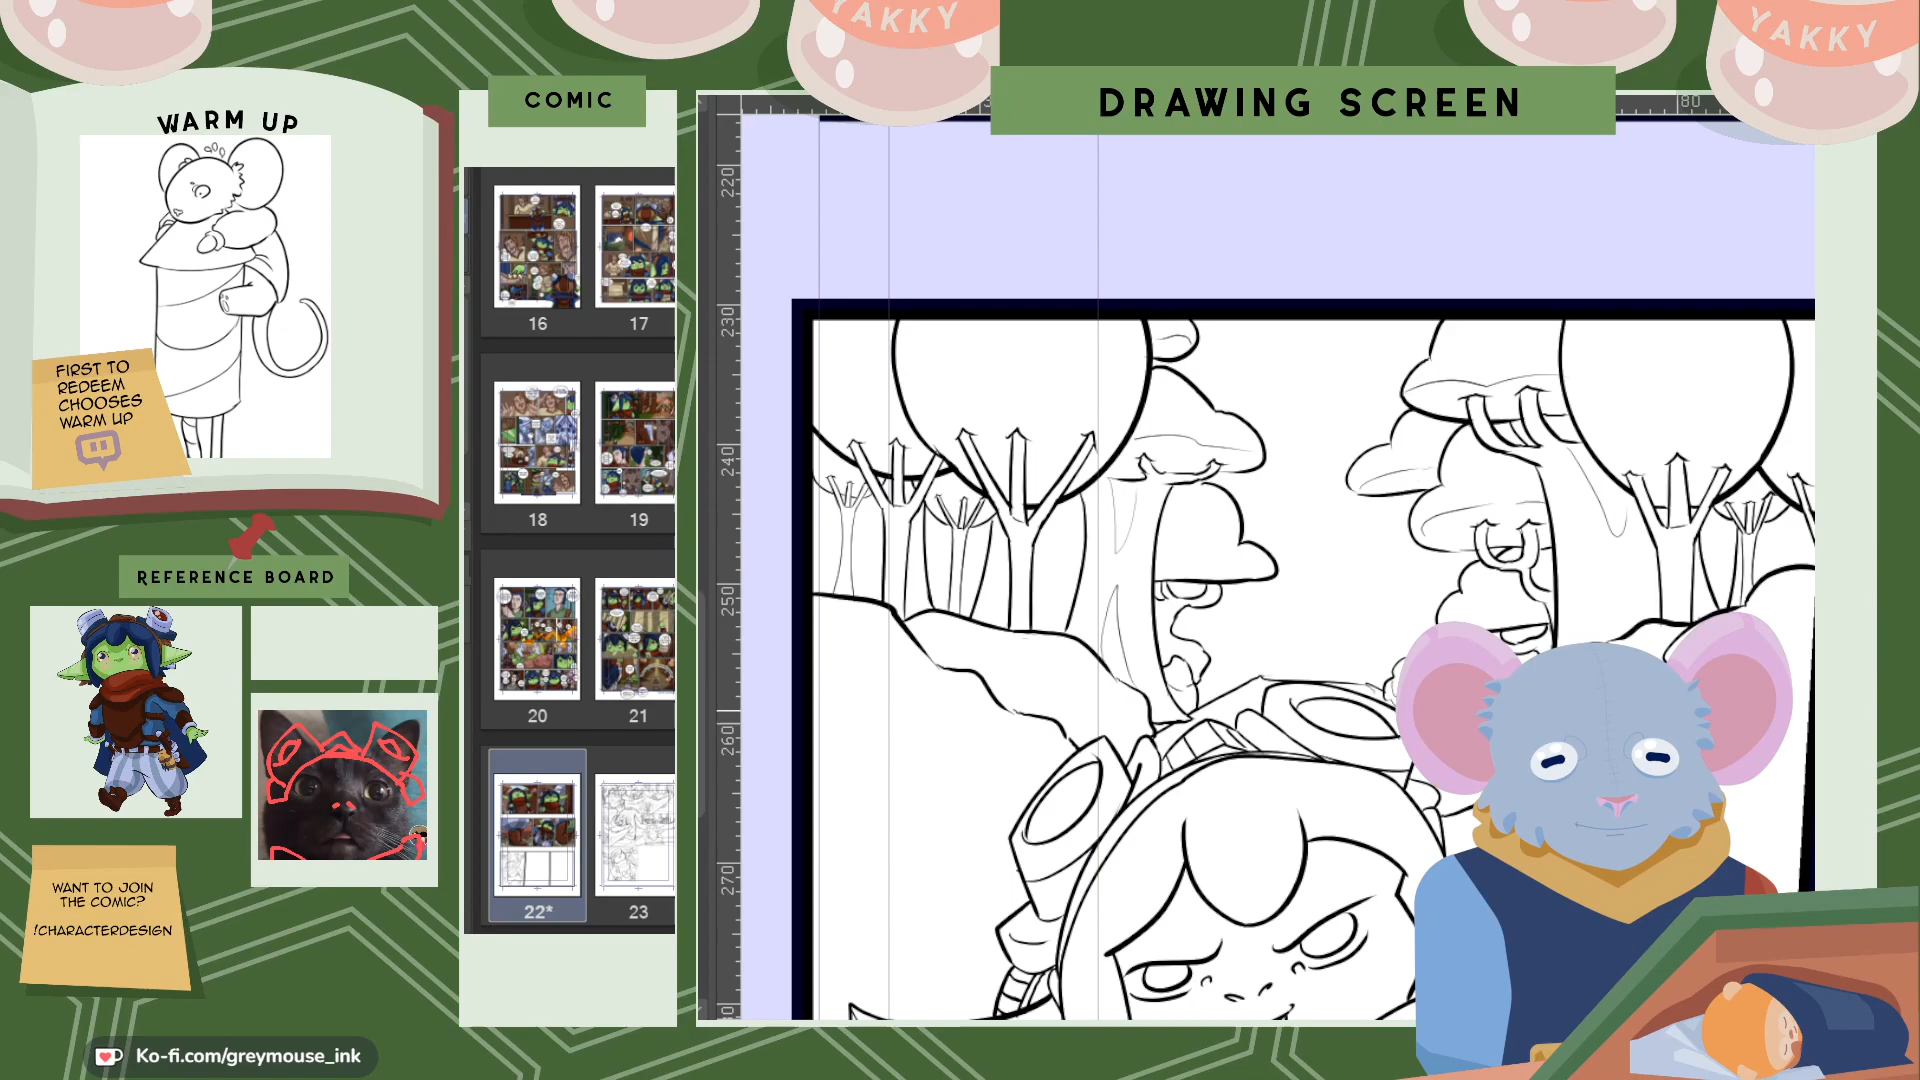 YAKKY
YAKKY
WARM UP
COMIC
DRAWING SCREEN
80
FIRST TO
REDEEM
CHOOSES
WARM UP
16
17
18
19
20
21
22*
23
220
230
240
250
260
270
REFERENCE BOARD
WANT TO JOIN
THE COMIC?
!CHARACTERDESIGN
Ko-fi.com/greymouse_ink